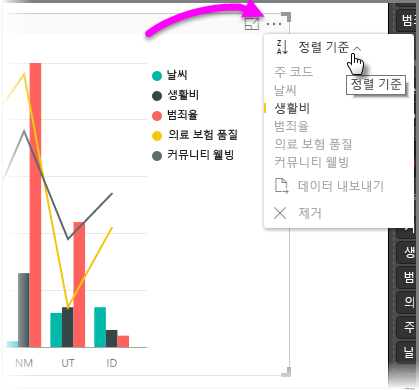 범죄
정렬 기준
정렬 기준
주 코드
날씨
생활비
범죄율
의료 보험 품질
커뮤니티 웰빙
데이터 내보내기
제거
날씨
생활비
범죄율
의료 보험 품질
커뮤니티 웰빙
NM
UT
ID
생
범
의
주
날